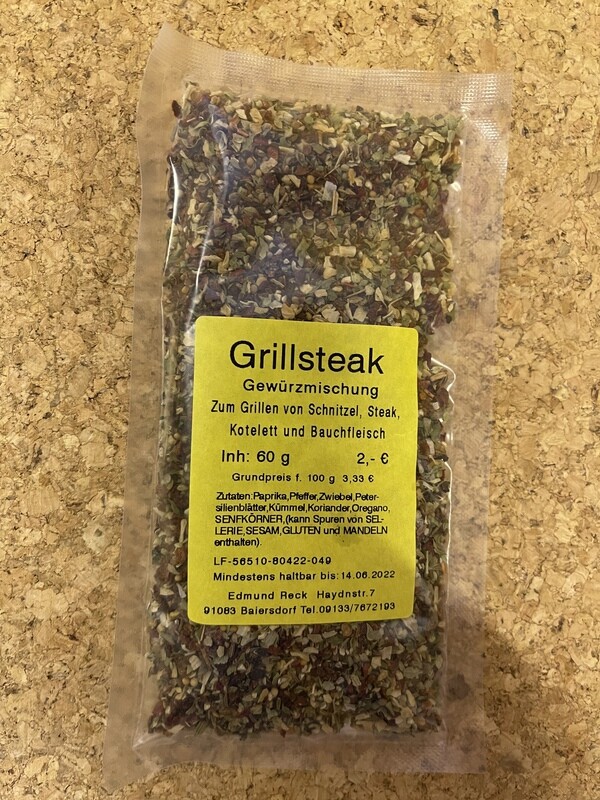 Grillsteak
Gewürzmischung
Zum Grillen von Schnitzel, Steak,
Kotelett und Bauchfleisch
Inh: 60 g 2,- €
Grundpreis f. 100 g 3,33 €
Zutaten:Paprika,Pfeffer,Zwiebel,Peter-
silienblätter,Kümmel,Koriander,Oregano,
SENFKÖRNER,(kann Spuren von SEL-
LERIE,SESAM,GLUTEN und MANDELN
enthalten).
LF-56510-80422-049
Mindestens haltbar bis:14.06.2022
Edmund Reck Haydnstr.7
91083 Baiersdorf Tel.09133/7672193